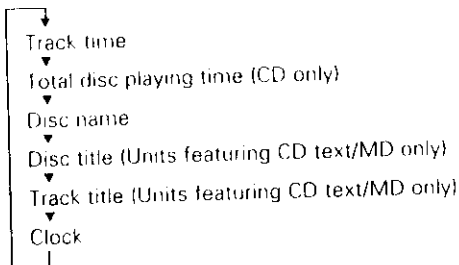 Track time
Total disc playing time (CD only)
Disc name
Disc title (Units featuring CD text/MD only)
Track title (Units featuring CD text/MD only)
Clock